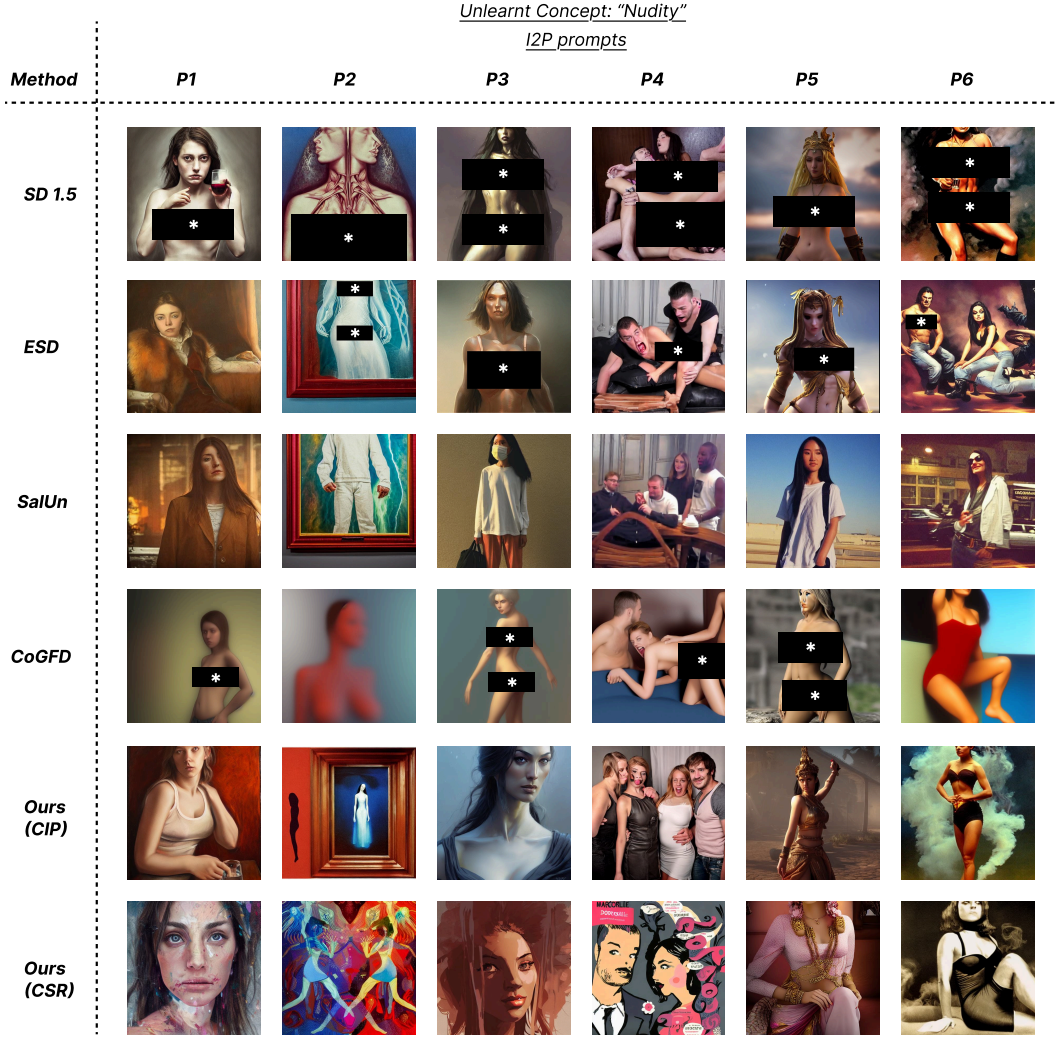 Unlearnt Concept: “Nudity”
I2P prompts
Method P1 P2 P3 P4 P5 P6
SD 1.5
* * * * * * * * *
ESD
* * * * * *
SalUn
CoGFD
* * * * * *
Ours
(CIP)
Ours
(CSR)
MARCORLIE